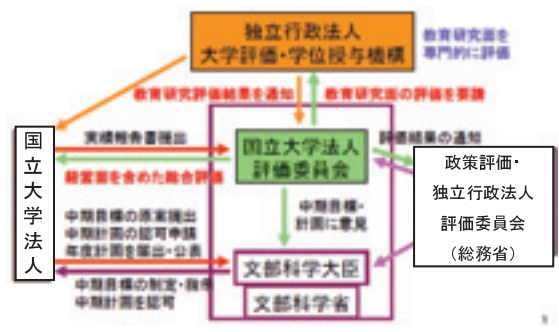 独立行政法人
大学評価・学位授与機構
教育研究面を
専門的に評価
教育研究評価結果を通知
教育研究面の評価を要請
国立大学法人
実績報告書提出
国立大学法人
評価委員会
評価結果の通知
経営面を含めた総合評価
政策評価・
独立行政法人
評価委員会
（総務省）
中期目標・
計画に意見
中期目標の原案提出
中期計画の認可申請
年度計画を届出・公表
文部科学大臣
文部科学省
中期目標の制定・指示
中期計画を認可